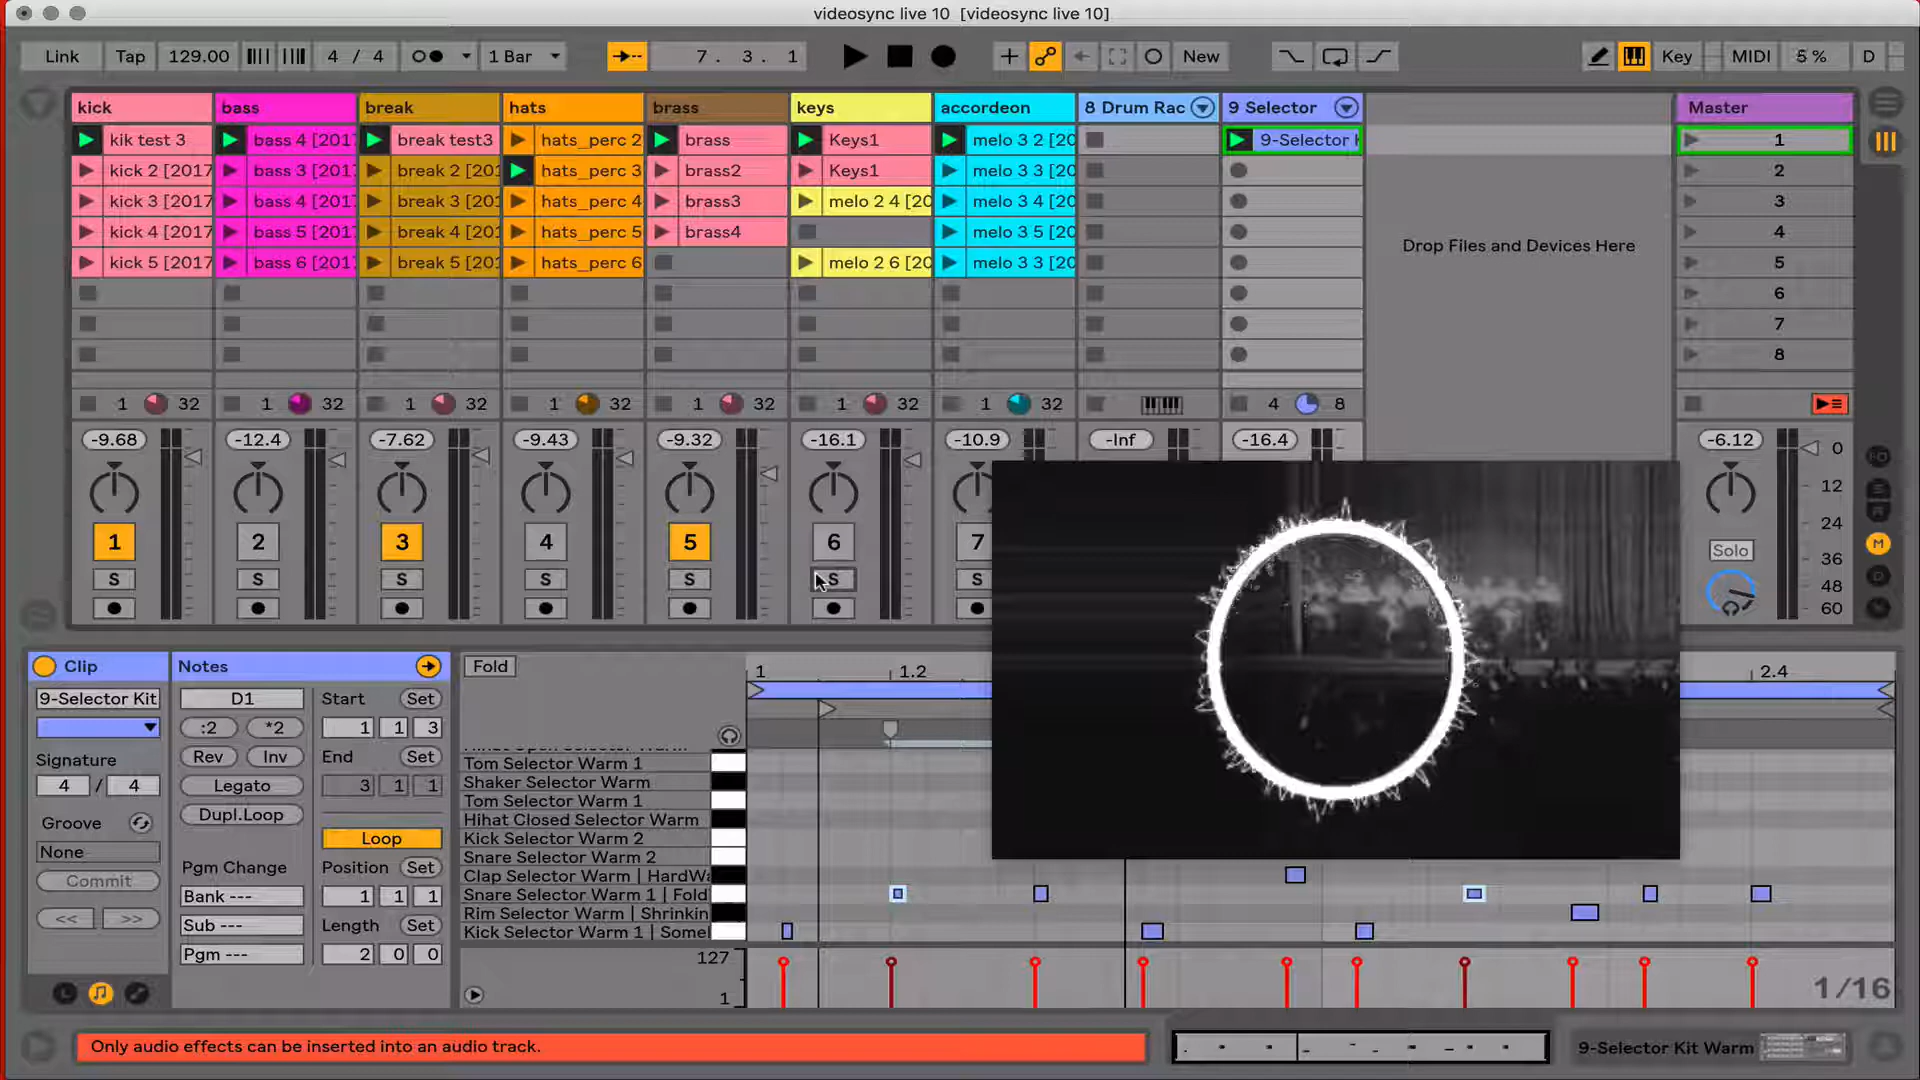 videosync live 10 [videosync live 10]
Link Tap 129.00 4 / 4 1 Bar 7. 3. 1 New Key MIDI 5 % D
kick bass break hats brass keys accordeon 8 Drum Rac 9 Selector Master
kik test 3 bass 4 [201 break test3 hats_perc 2 brass Keys1 melo 3 2 [20 9-Selector 1
kick 2 [2017 bass 3 [201 break 2 [201 hats_perc 3 brass2 Keys1 melo 3 3 [20 2
kick 3 [2017 bass 4 [201 break 3 [201 hats_perc 4 brass3 melo 2 4 [20 melo 3 4 [20 3
kick 4 [2017 bass 5 [201 break 4 [201 hats_perc 5 brass4 melo 3 5 [20 4
Drop Files and Devices Here
kick 5 [2017 bass 6 [201 break 5 [201 hats_perc 6 melo 2 6 [20 melo 3 3 [20 5
6
7
8
1 32 1 32 1 32 1 32 1 32 1 32 1 32 4 8
-9.68 -12.4 -7.62 -9.43 -9.32 -16.1 -10.9 -Inf -16.4 -6.12 0
12
24
1 2 3 4 5 6 7 Solo 36
S S S S S S S 48
60
Clip Notes Fold 1 1.2 2.4
9-Selector Kit D1 Start Set
:2 *2 1 1 3
Signature Rev Inv End Set
4 / 4 Legato 3 1 1
Groove Dupl.Loop
None Loop
Commit Pgm Change Position Set
<< >> Bank --- 1 1 1
Sub --- Length Set
Pgm --- 2 0 0
Tom Selector Warm 1
Shaker Selector Warm
Tom Selector Warm 1
Hihat Closed Selector Warm
Kick Selector Warm 2
Snare Selector Warm 2
Clap Selector Warm | HardWa
Snare Selector Warm 1 | Fold
Rim Selector Warm | Shrinkin
Kick Selector Warm 1 | Some
127
1
1/16
Only audio effects can be inserted into an audio track.
9-Selector Kit Warm